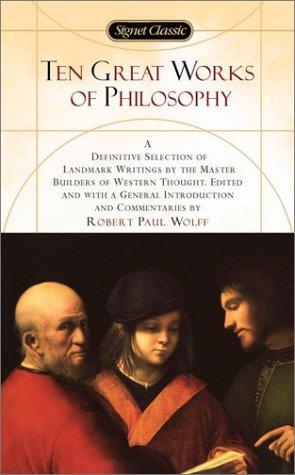 Signet Classic
TEN GREAT WORKS
OF PHILOSOPHY
A
DEFINITIVE SELECTION OF
LANDMARK WRITINGS BY THE MASTER
BUILDERS OF WESTERN THOUGHT. EDITED
AND WITH A GENERAL INTRODUCTION
AND COMMENTARIES BY
ROBERT PAUL WOLFF